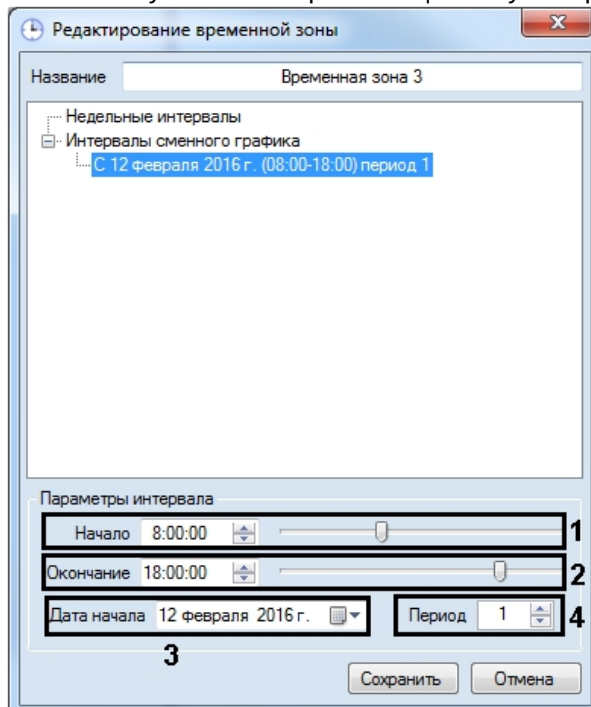 Редактирование временной зоны
Название Временная зона 3
Недельные интервалы
Интервалы сменного графика
С 12 февраля 2016 г. (08:00-18:00) период 1
Параметры интервала
Начало 8:00:00 1
Окончание 18:00:00 2
Дата начала 12 февраля 2016 г. Период 1 4
3
Сохранить Отмена